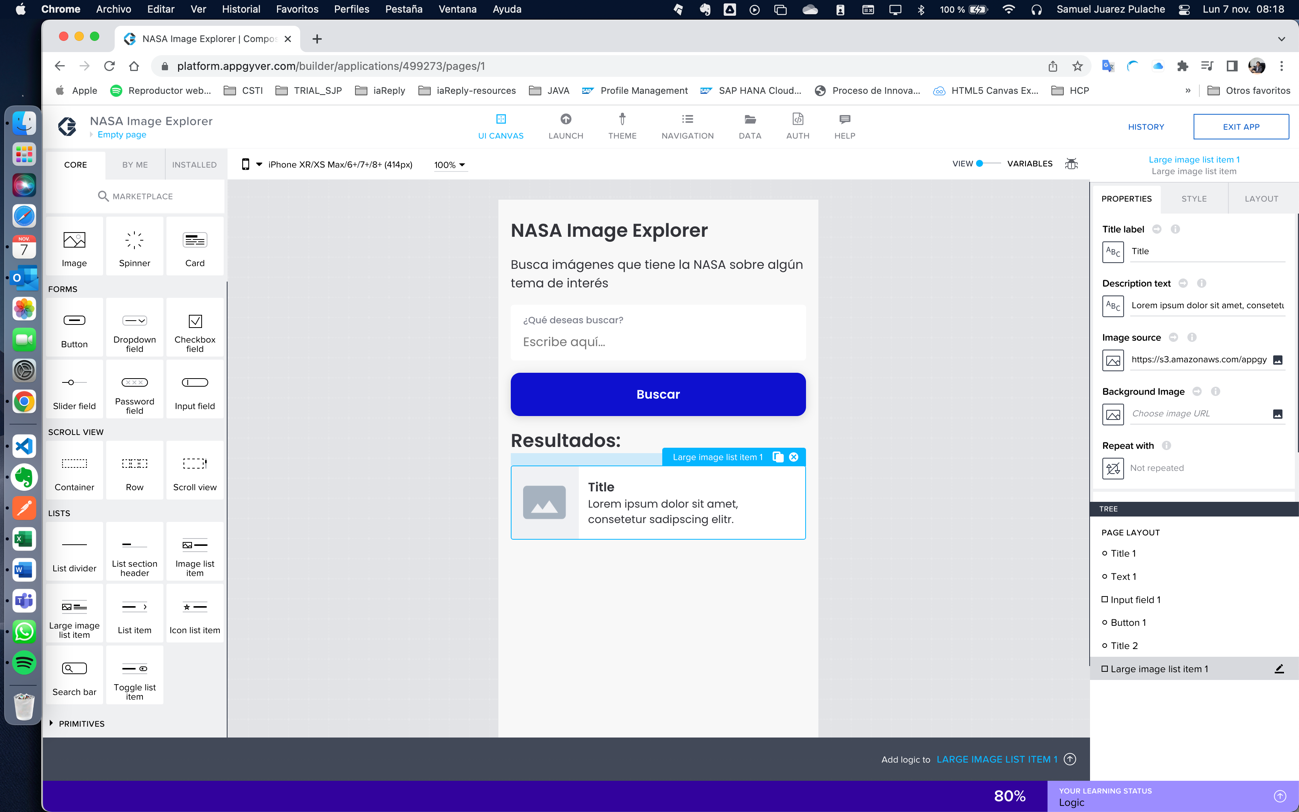 Chrome Archivo Editar Ver Historial Favoritos Perfiles Pestaña Ventana Ayuda
100 % Samuel Juarez Pulache Lun 7 nov. 08:18
NASA Image Explorer | Compo
platform.appgyver.com/builder/applications/499273/pages/1
Apple Reproductor web... CSTI TRIAL_SJP iaReply iaReply-resources JAVA Profile Management SAP HANA Cloud... Proceso de Innova... HTML5 Canvas Ex... HCP » Otros favoritos
NASA Image Explorer
Empty page
UI CANVAS LAUNCH THEME NAVIGATION DATA AUTH HELP
HISTORY EXIT APP
CORE BY ME INSTALLED
iPhone XR/XS Max/6+/7+/8+ (414px) 100%
VIEW VARIABLES
Large image list item 1
Large image list item
MARKETPLACE
Image Spinner Card
FORMS
Button Dropdown field Checkbox field
Slider field Password field Input field
SCROLL VIEW
Container Row Scroll view
LISTS
List divider List section header Image list item
Large image list item List item Icon list item
Search bar Toggle list item
PRIMITIVES
NASA Image Explorer
Busca imágenes que tiene la NASA sobre algún
tema de interés
¿Qué deseas buscar?
Escribe aquí...
Buscar
Resultados:
Large image list item 1
Title
Lorem ipsum dolor sit amet,
consetetur sadipscing elitr.
PROPERTIES STYLE LAYOUT
Title label
ABC Title
Description text
ABC Lorem ipsum dolor sit amet, consetetu
Image source
https://s3.amazonaws.com/appgy
Background Image
Choose image URL
Repeat with
Not repeated
TREE
PAGE LAYOUT
Title 1
Text 1
Input field 1
Button 1
Title 2
Large image list item 1
Add logic to LARGE IMAGE LIST ITEM 1
80%
YOUR LEARNING STATUS
Logic
NOV.
7